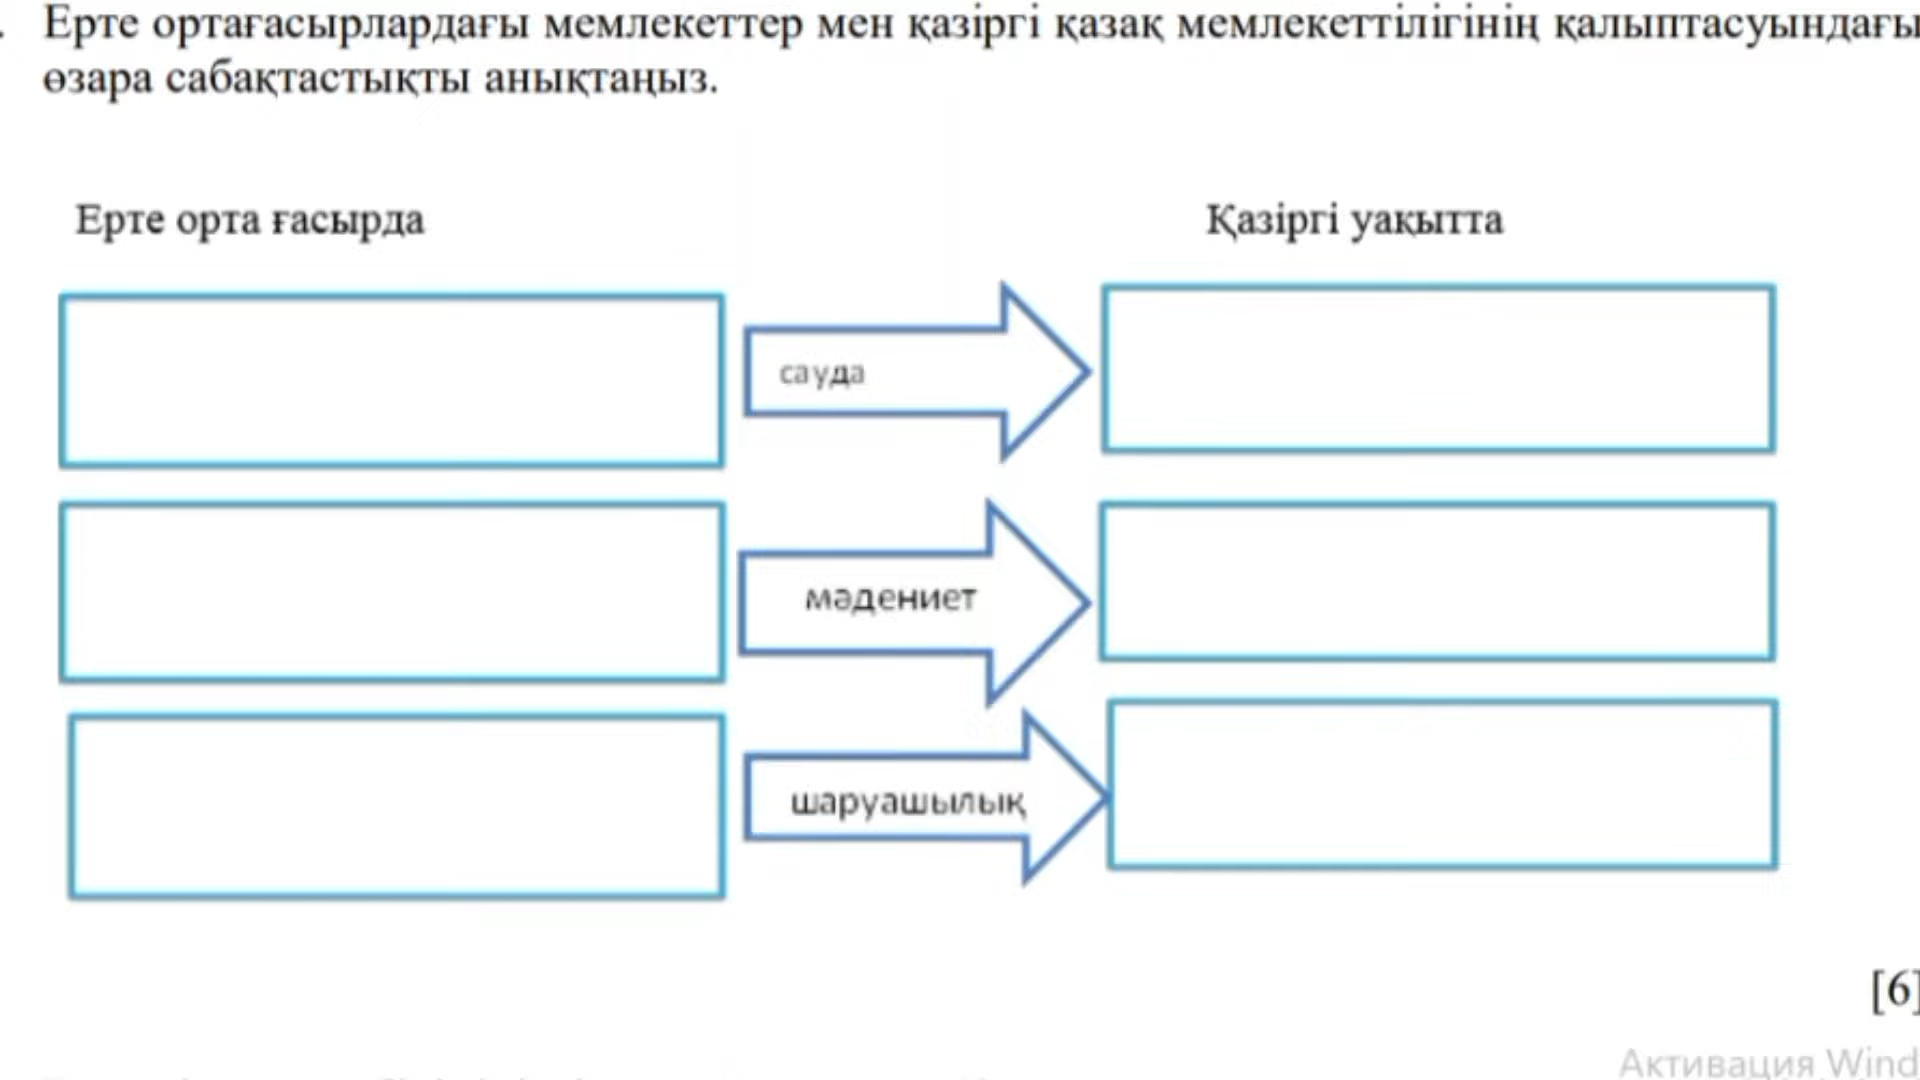 Ерте ортағасырлардағы мемлекеттер мен қазіргі қазақ мемлекеттілігінің қалыптасуындағы
өзара сабақтастықты анықтаңыз.
Ерте орта ғасырда
Қазіргі уақытта
сауда
мәдениет
шаруашылық
[6]
Активация Wind